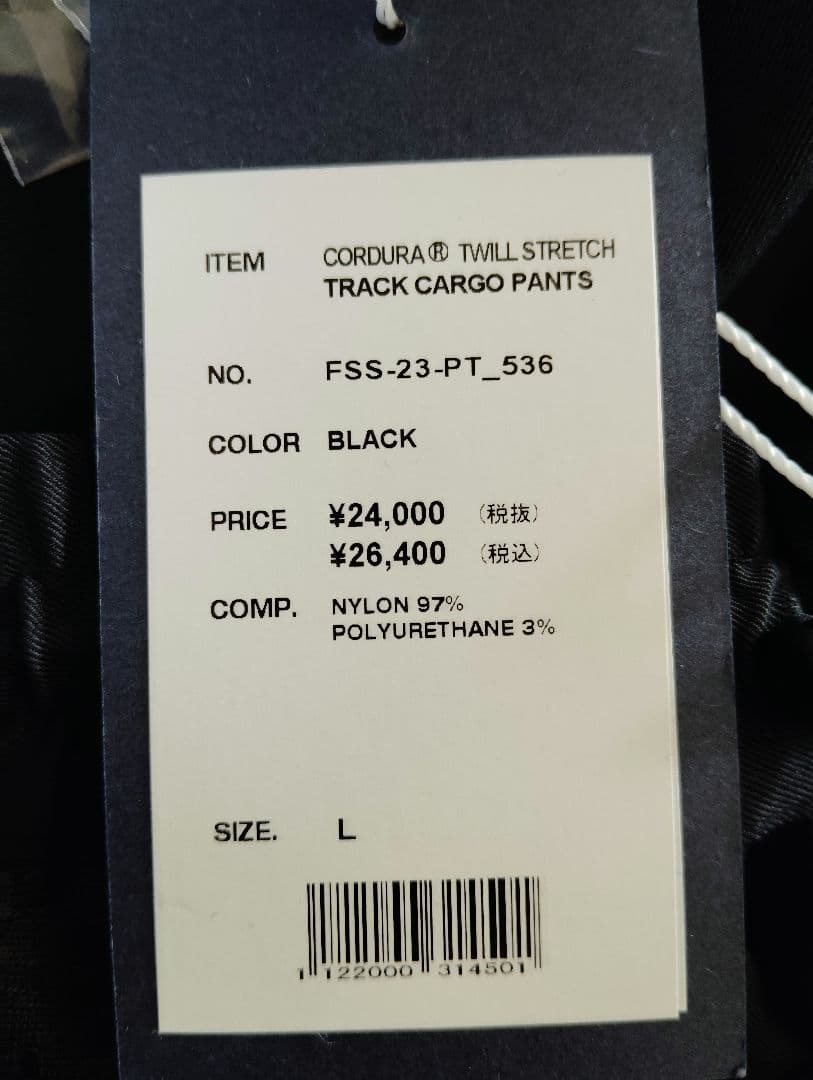 ITEM CORDURA® TWILL STRETCH
TRACK CARGO PANTS
NO. FSS-23-PT_536
COLOR BLACK
PRICE ¥24,000 (税抜)
¥26,400 (税込)
COMP. NYLON 97%
POLYURETHANE 3%
SIZE. L
1 122000 314501